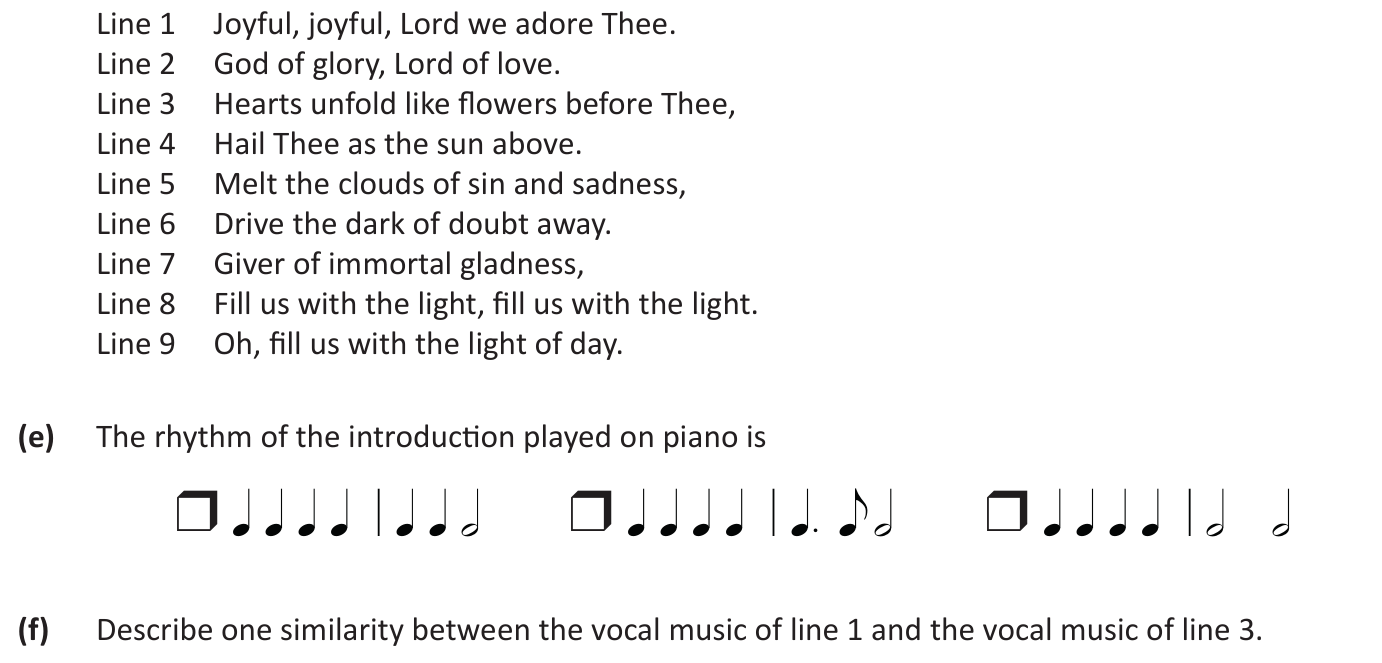 Line 1 Joyful, joyful, Lord we adore Thee.
Line 2 God of glory, Lord of love.
Line 3 Hearts unfold like flowers before Thee,
Line 4 Hail Thee as the sun above.
Line 5 Melt the clouds of sin and sadness,
Line 6 Drive the dark of doubt away.
Line 7 Giver of immortal gladness,
Line 8 Fill us with the light, fill us with the light.
Line 9 Oh, fill us with the light of day.
(e) The rhythm of the introduction played on piano is
(f) Describe one similarity between the vocal music of line 1 and the vocal music of line 3.